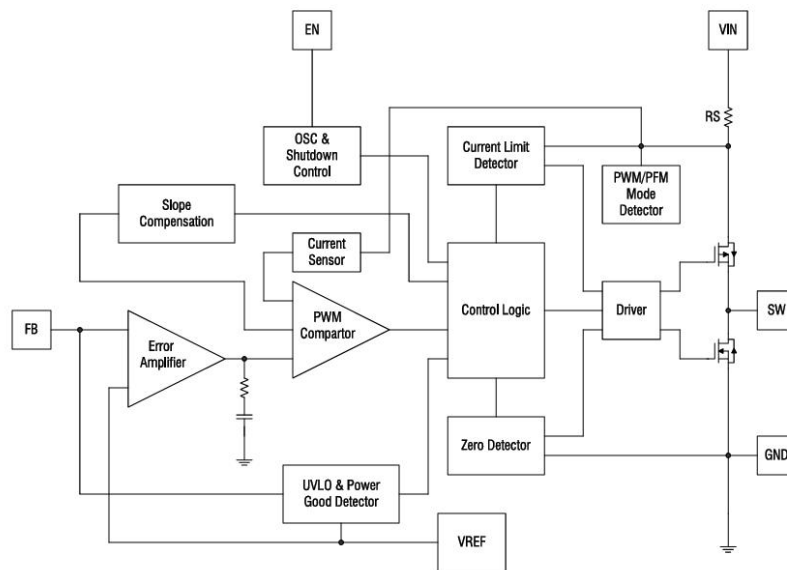 EN
VIN
RS
OSC &
Shutdown
Control
Current Limit
Detector
PWM/PFM
Mode
Detector
Slope
Compensation
Current
Sensor
FB
Error
Amplifier
PWM
Compartor
Control Logic
Driver
SW
Zero Detector
GND
UVLO & Power
Good Detector
VREF